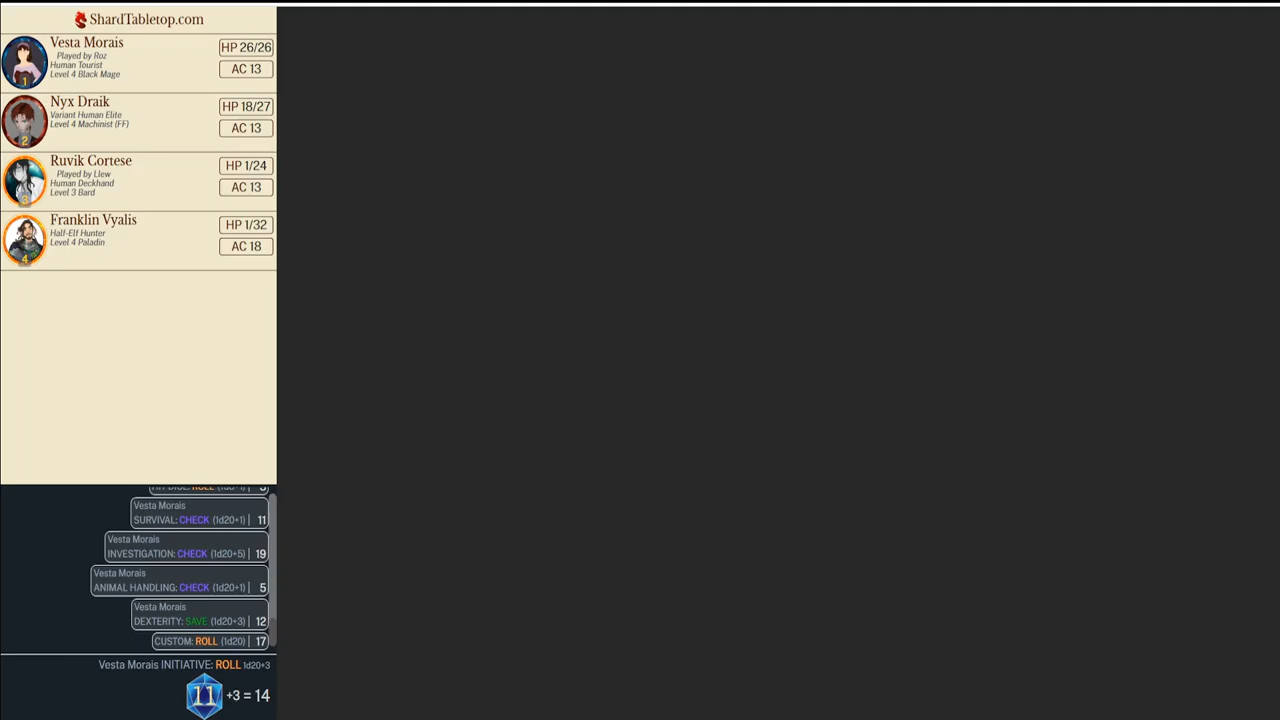 ShardTabletop.com
Vesta Morais
Played by Roz
Human Tourist
Level 4 Black Mage
HP 26/26
AC 13
1
Nyx Draik
Variant Human Elite
Level 4 Machinist (FF)
HP 18/27
AC 13
2
Ruvik Cortese
Played by Llew
Human Deckhand
Level 3 Bard
HP 1/24
AC 13
3
Franklin Vyalis
Half-Elf Hunter
Level 4 Paladin
HP 1/32
AC 18
4
Vesta Morais
SURVIVAL: CHECK (1d20+1) | 11
Vesta Morais
INVESTIGATION: CHECK (1d20+5) | 19
Vesta Morais
ANIMAL HANDLING: CHECK (1d20+1) | 5
Vesta Morais
DEXTERITY: SAVE (1d20+3) | 12
CUSTOM: ROLL (1d20) | 17
Vesta Morais INITIATIVE: ROLL 1d20+3
11 +3 = 14